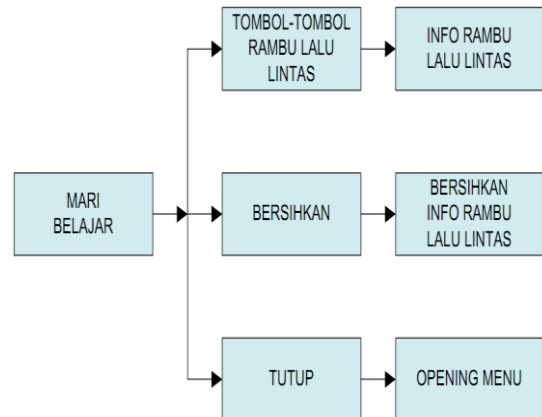 TOMBOL-TOMBOL
RAMBU LALU
LINTAS
INFO RAMBU
LALU LINTAS
MARI
BELAJAR
BERSIHKAN
BERSIHKAN
INFO RAMBU
LALU LINTAS
TUTUP
OPENING MENU